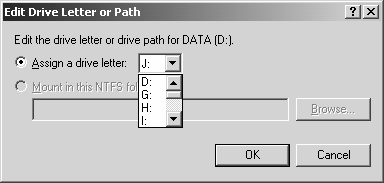 Edit Drive Letter or Path
Edit the drive letter or drive path for DATA (D:).
Assign a drive letter: J:
D:
Mount in this NTFS fol
G:
H:
I:
Browse...
OK Cancel